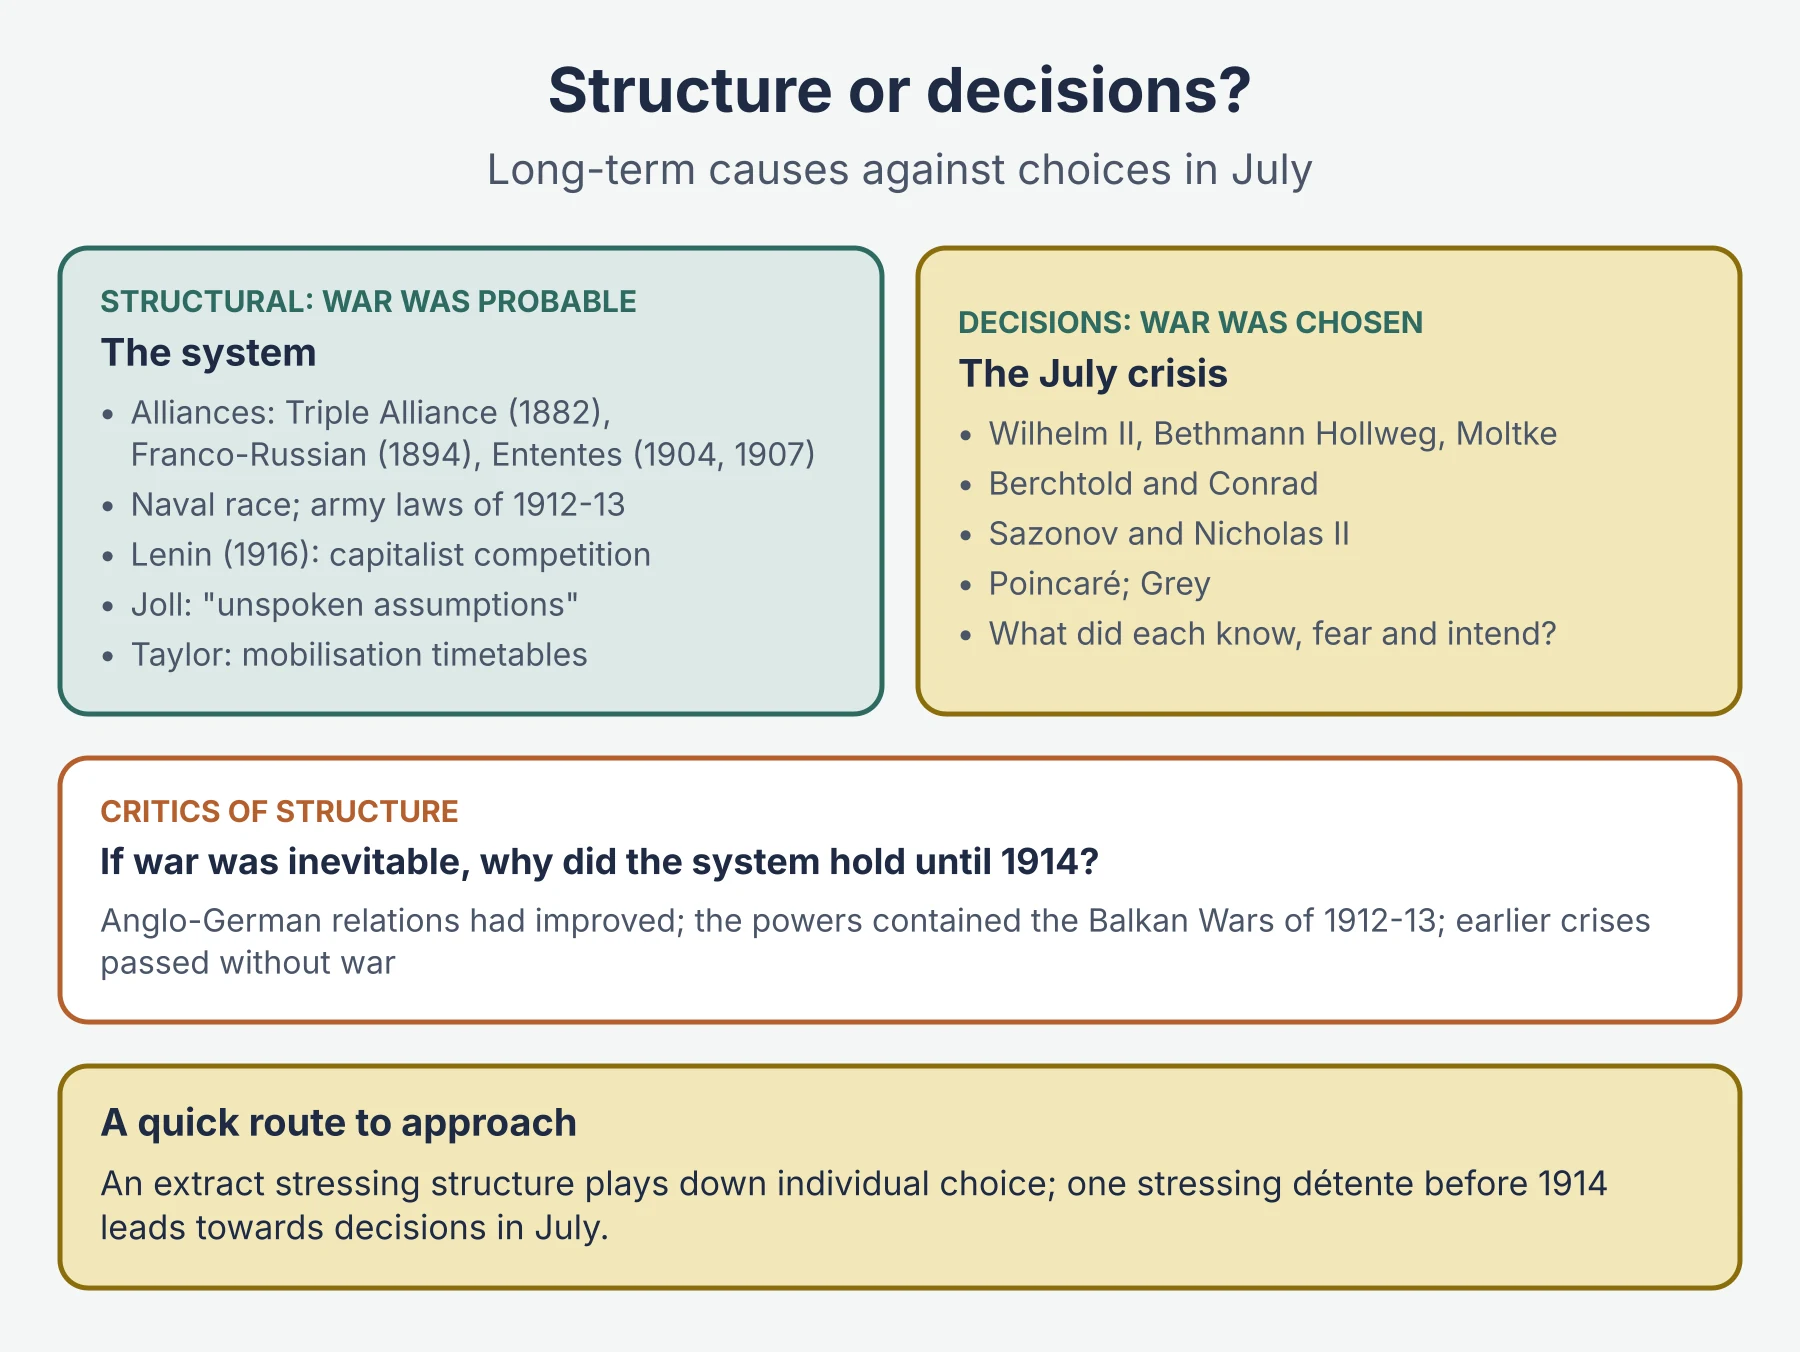 Structure or decisions?
Long-term causes against choices in July
STRUCTURAL: WAR WAS PROBABLE
The system
• Alliances: Triple Alliance (1882),
Franco-Russian (1894), Ententes (1904, 1907)
• Naval race; army laws of 1912-13
• Lenin (1916): capitalist competition
• Joll: "unspoken assumptions"
• Taylor: mobilisation timetables
DECISIONS: WAR WAS CHOSEN
The July crisis
• Wilhelm II, Bethmann Hollweg, Moltke
• Berchtold and Conrad
• Sazonov and Nicholas II
• Poincaré; Grey
• What did each know, fear and intend?
CRITICS OF STRUCTURE
If war was inevitable, why did the system hold until 1914?
Anglo-German relations had improved; the powers contained the Balkan Wars of 1912-13; earlier crises
passed without war
A quick route to approach
An extract stressing structure plays down individual choice; one stressing détente before 1914
leads towards decisions in July.